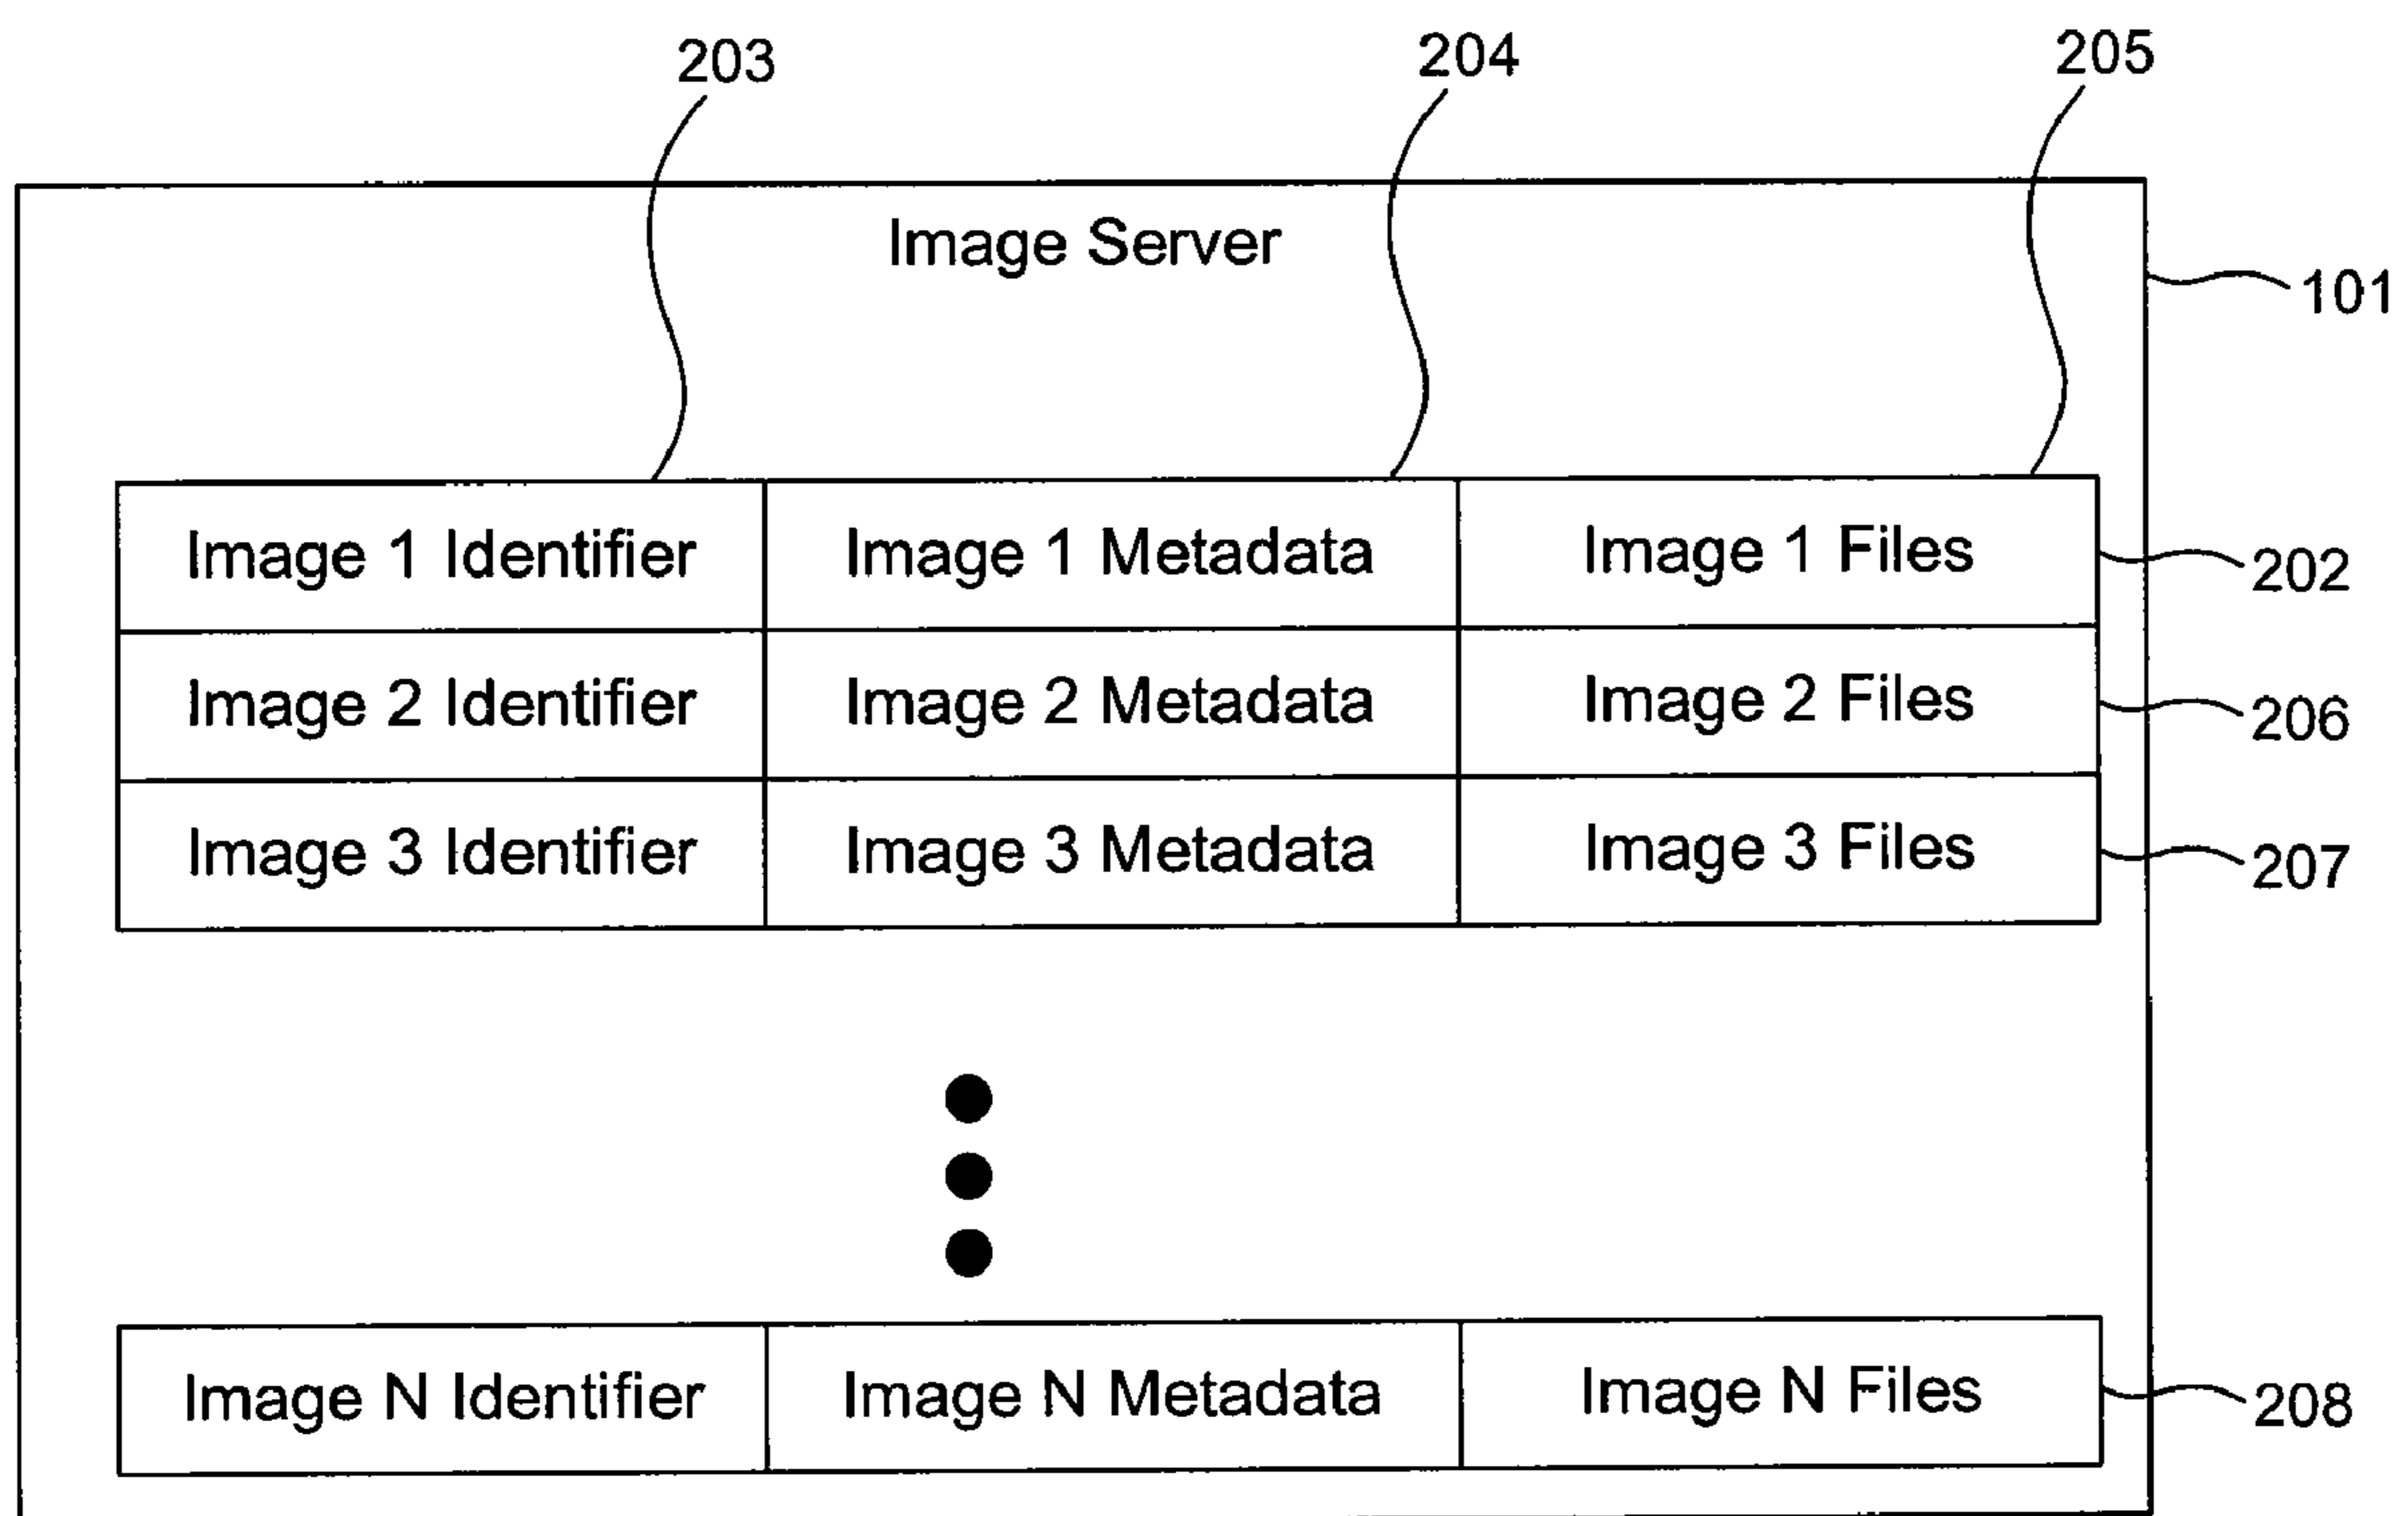 203 204 205
Image Server
101
Image 1 Identifier Image 1 Metadata Image 1 Files 202
Image 2 Identifier Image 2 Metadata Image 2 Files 206
Image 3 Identifier Image 3 Metadata Image 3 Files 207
Image N Identifier Image N Metadata Image N Files 208